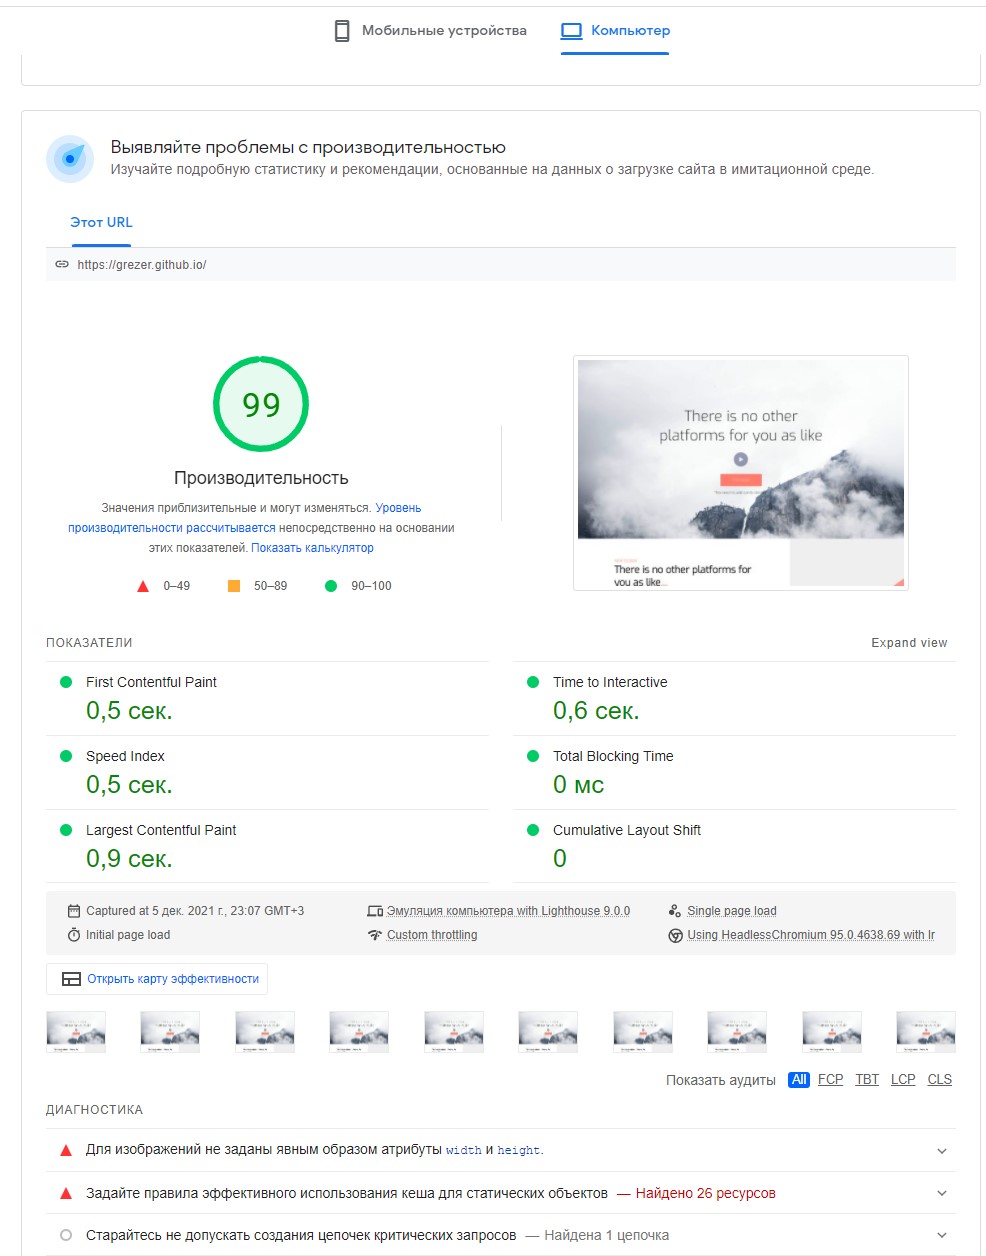 Мобильные устройства
Компьютер
Выявляйте проблемы с производительностью
Изучайте подробную статистику и рекомендации, основанные на данных о загрузке сайта в имитационной среде.
Этот URL
https://grezer.github.io/
99
Производительность
Значения приблизительные и могут изменяться. Уровень
производительности рассчитывается непосредственно на основании
этих показателей. Показать калькулятор
0–49
50–89
90–100
There is no other
platforms for you as like
There is no other platforms for
you as like
ПОКАЗАТЕЛИ
Expand view
First Contentful Paint
0,5 сек.
Time to Interactive
0,6 сек.
Speed Index
0,5 сек.
Total Blocking Time
0 мс
Largest Contentful Paint
0,9 сек.
Cumulative Layout Shift
0
Captured at 5 дек. 2021 г., 23:07 GMT+3
Эмуляция компьютера with Lighthouse 9.0.0
Single page load
Initial page load
Custom throttling
Using HeadlessChromium 95.0.4638.69 with lr
Открыть карту эффективности
Показать аудиты All FCP TBT LCP CLS
ДИАГНОСТИКА
Для изображений не заданы явным образом атрибуты width и height.
Задайте правила эффективного использования кеша для статических объектов — Найдено 26 ресурсов
Старайтесь не допускать создания цепочек критических запросов — Найдена 1 цепочка